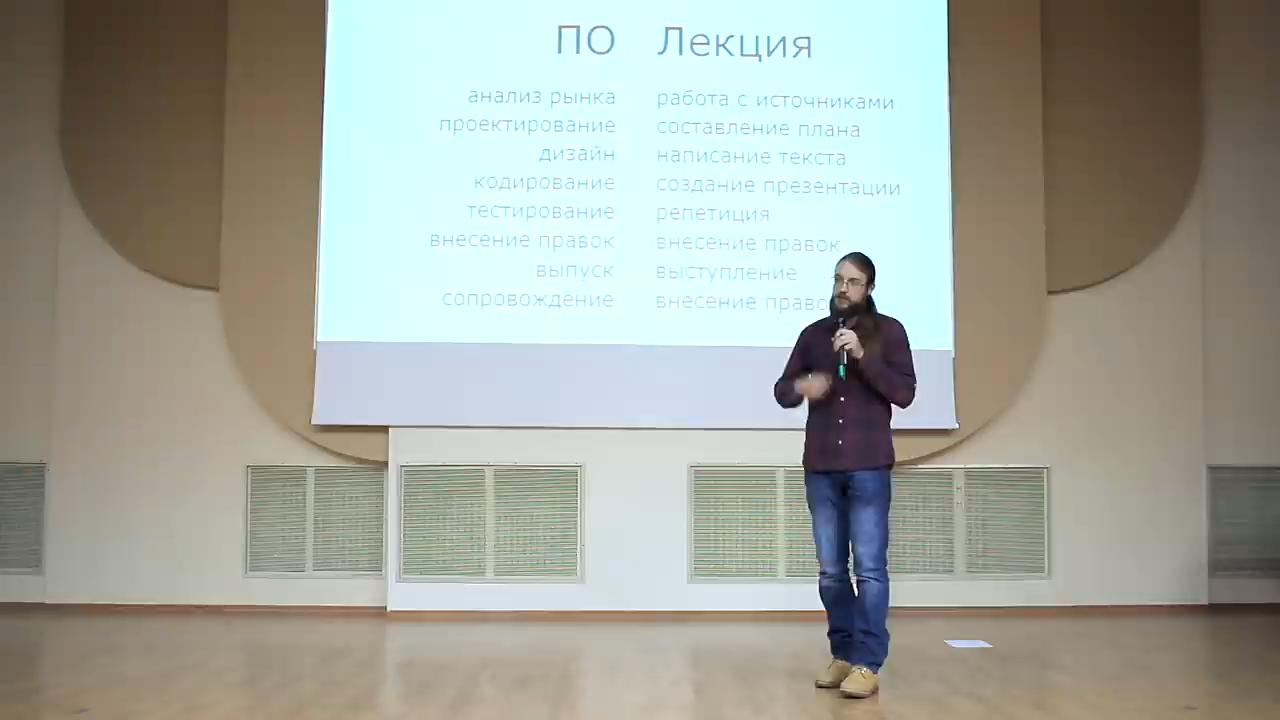 ПО Лекция
анализ рынка работа с источниками
проектирование составление плана
дизайн написание текста
кодирование создание презентации
тестирование репетиция
внесение правок внесение правок
выпуск выступление
сопровождение внесение